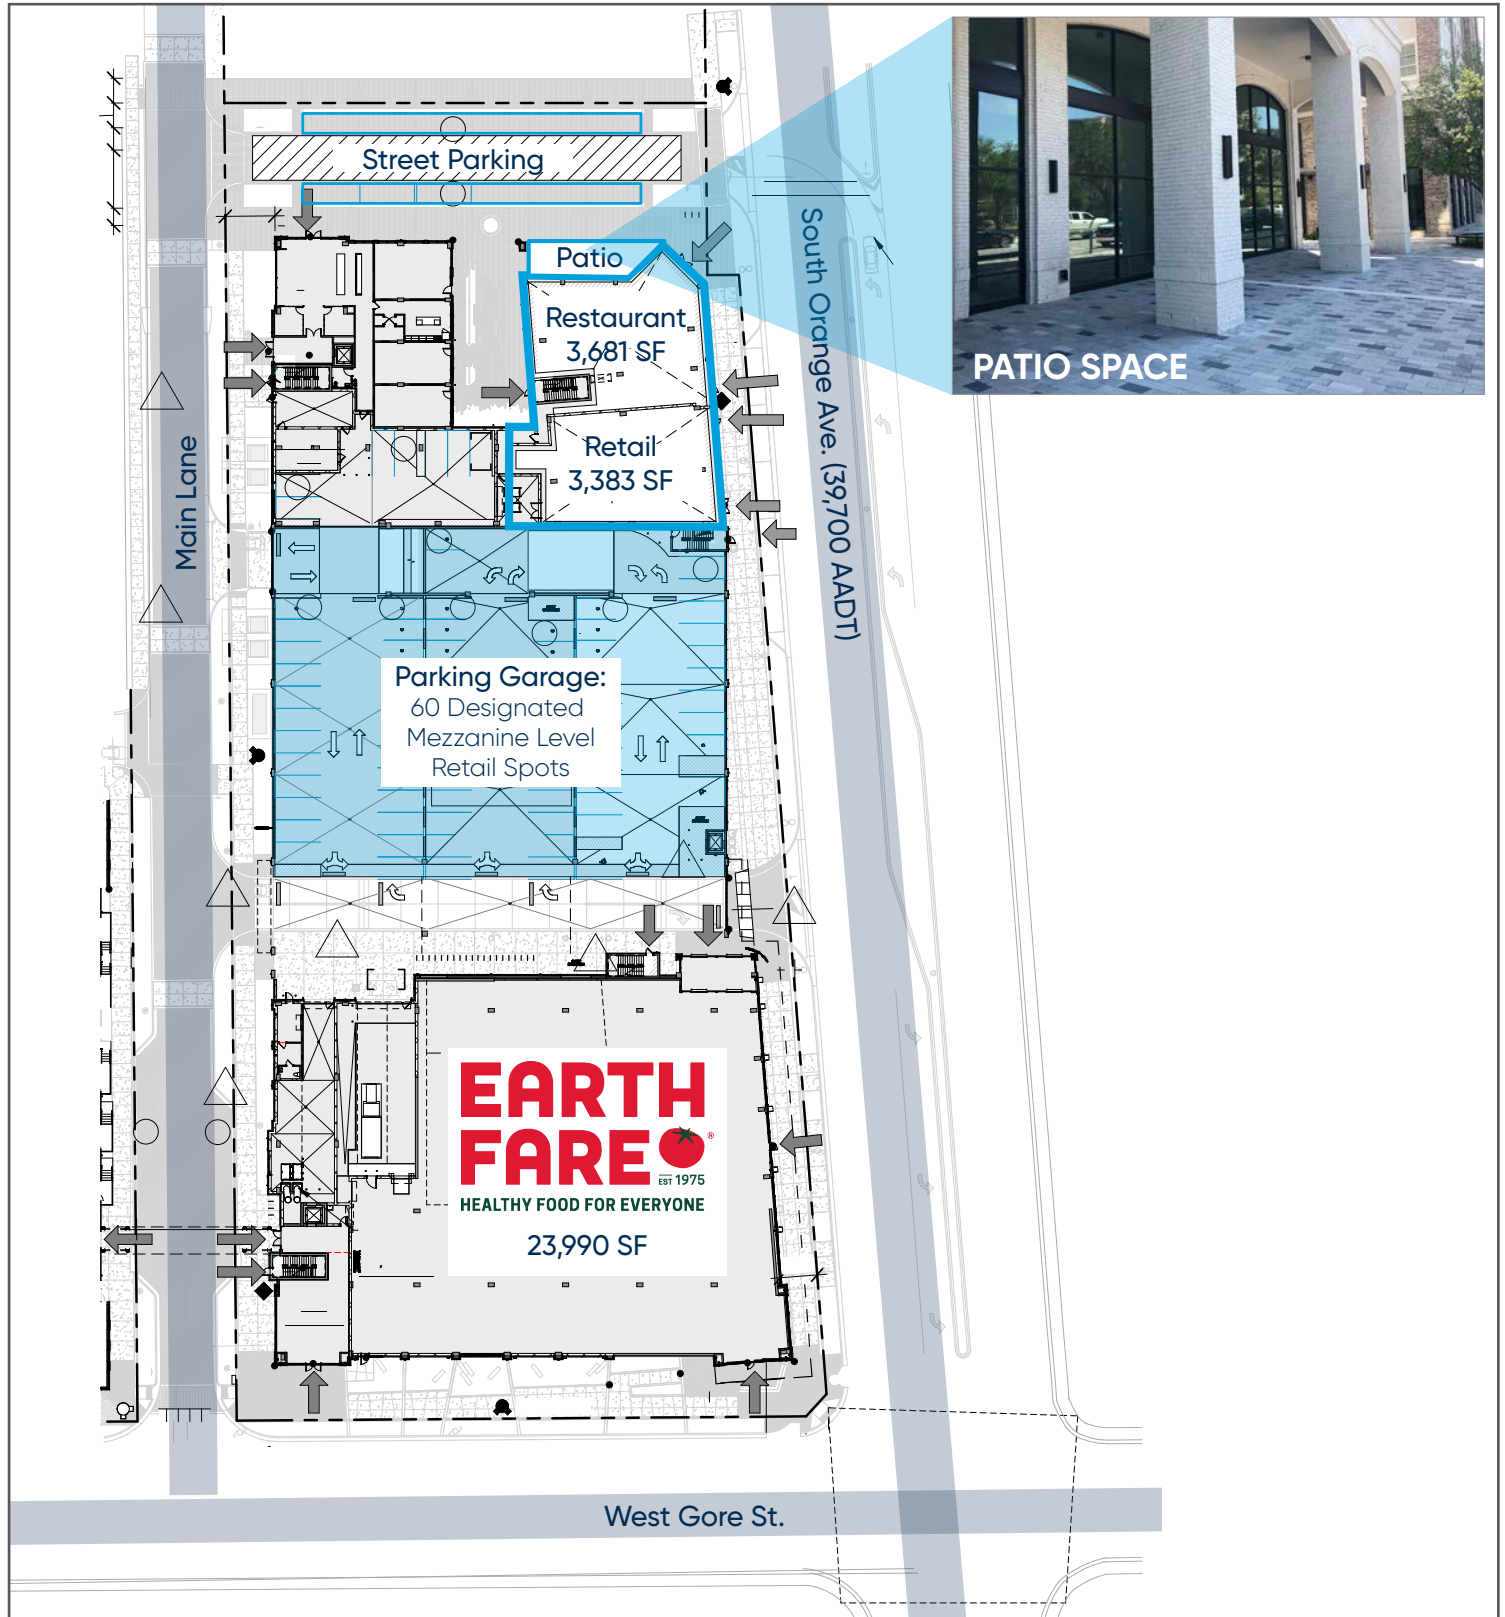 Street Parking
Patio
Restaurant
3,681 SF
Retail
3,383 SF
PATIO SPACE
South Orange Ave. (39,700 AADT)
Main Lane
Parking Garage:
60 Designated
Mezzanine Level
Retail Spots
EARTH
FARE®
EST 1975
HEALTHY FOOD FOR EVERYONE
23,990 SF
West Gore St.